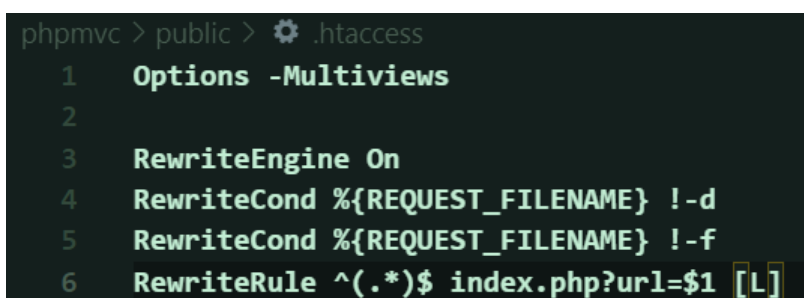 phpmvc > public > .htaccess
1 Options -Multiviews
2
3 RewriteEngine On
4 RewriteCond %{REQUEST_FILENAME} !-d
5 RewriteCond %{REQUEST_FILENAME} !-f
6 RewriteRule ^(.*)$ index.php?url=$1 [L]